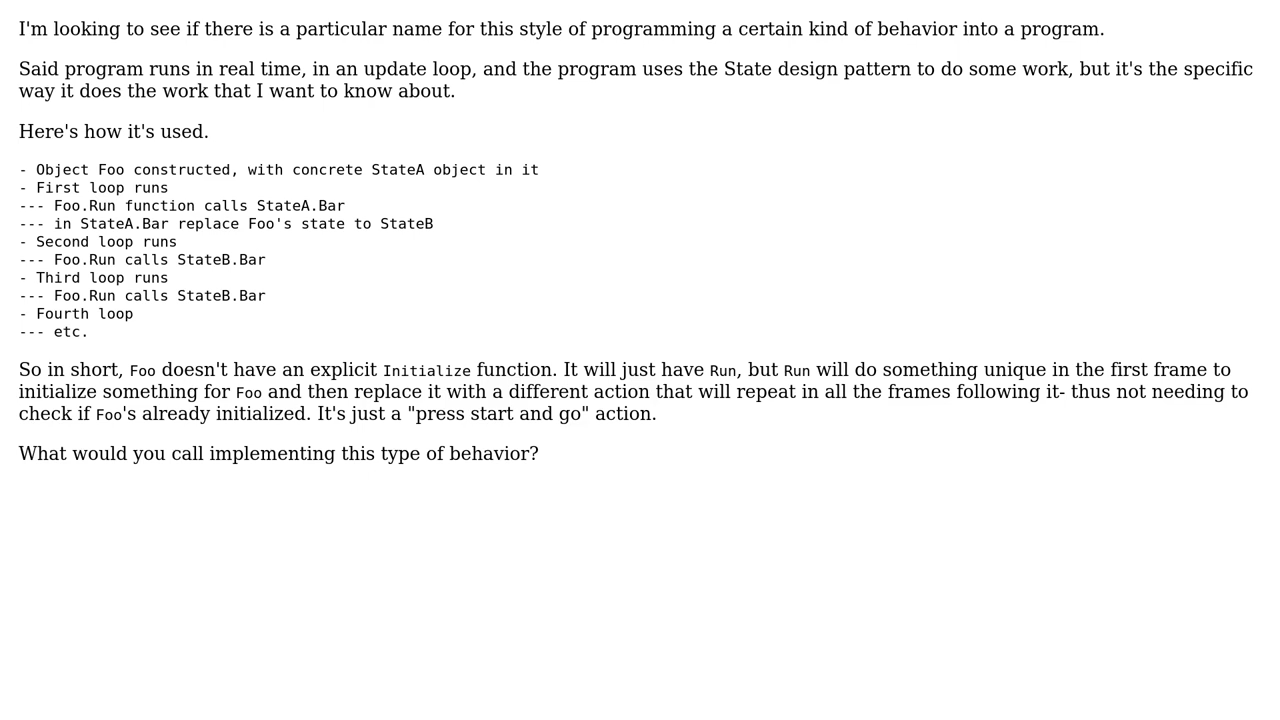 I'm looking to see if there is a particular name for this style of programming a certain kind of behavior into a program.
Said program runs in real time, in an update loop, and the program uses the State design pattern to do some work, but it's the specific
way it does the work that I want to know about.
Here's how it's used.
- Object Foo constructed, with concrete StateA object in it
- First loop runs
--- Foo.Run function calls StateA.Bar
--- in StateA.Bar replace Foo's state to StateB
- Second loop runs
--- Foo.Run calls StateB.Bar
- Third loop runs
--- Foo.Run calls StateB.Bar
- Fourth loop
--- etc.
So in short, Foo doesn't have an explicit Initialize function. It will just have Run, but Run will do something unique in the first frame to
initialize something for Foo and then replace it with a different action that will repeat in all the frames following it- thus not needing to
check if Foo's already initialized. It's just a "press start and go" action.
What would you call implementing this type of behavior?